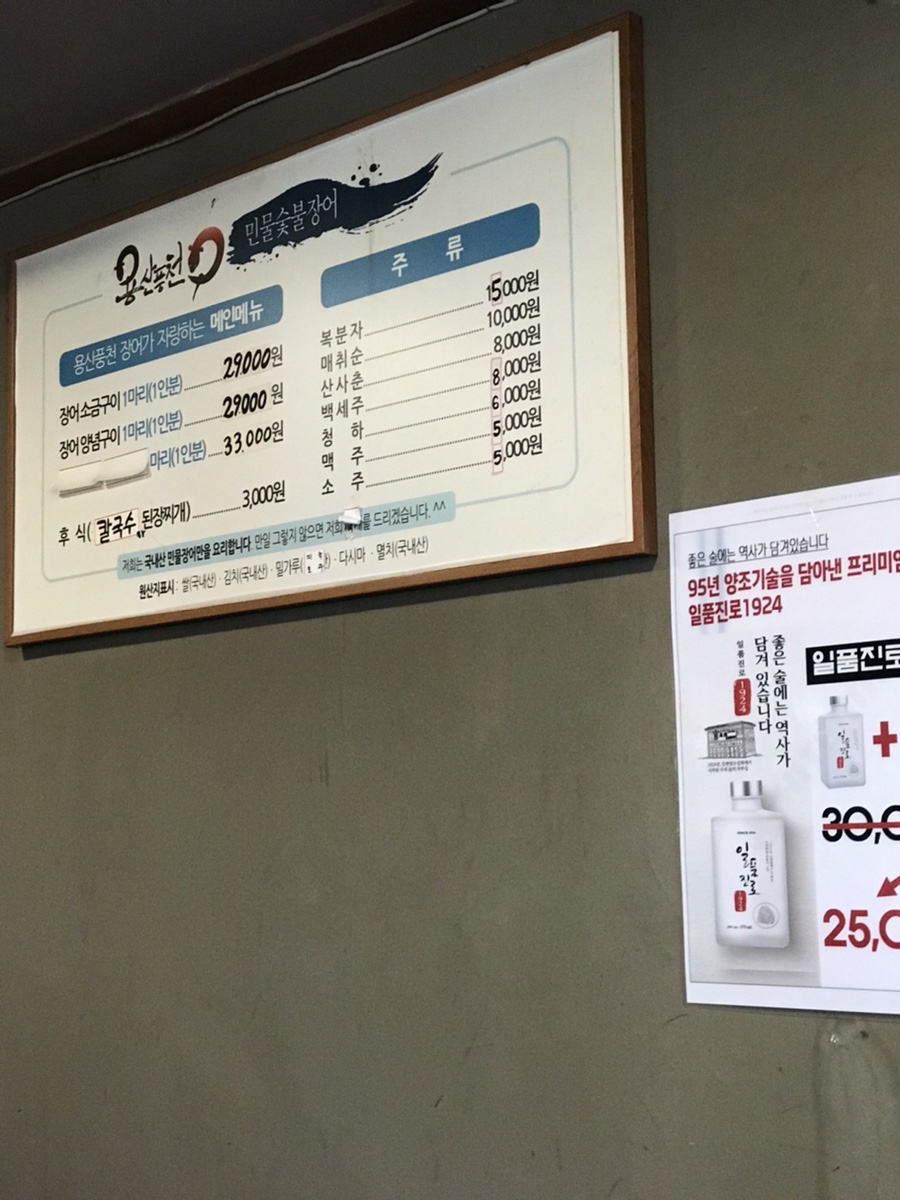 용산풍천
민물숯불장어
용산풍천 장어가 자랑하는 메인메뉴
장어 소금구이 1마리(1인분) 29.000원
장어 양념구이 1마리(1인분) 29.000원
마리(1인분) 33.000원
후 식( 칼국수,, 된장찌개) 3,000원
주 류
복분자 15,000원
매취순 10,000원
산사춘 8,000원
백세주 8,000원
청 하 6,000원
맥 주 5,000원
소 주 5,000원
저희는 국내산 민물장어만을 요리합니다. 만일 그렇지 않으면 저희 를 드리겠습니다. ^^
원산지표시 : 쌀(국내산) · 김치(국내산) · 밀가루( ) · 다시마 · 멸치(국내산)
좋은 술에는 역사가 담겨있습니다
95년 양조기술을 담아낸 프리미엄
일품진로1924
좋은 술에는 역사가
담겨 있습니다
일품진로
1924
일품진로
+
30,0
25,0
일품진로
1924